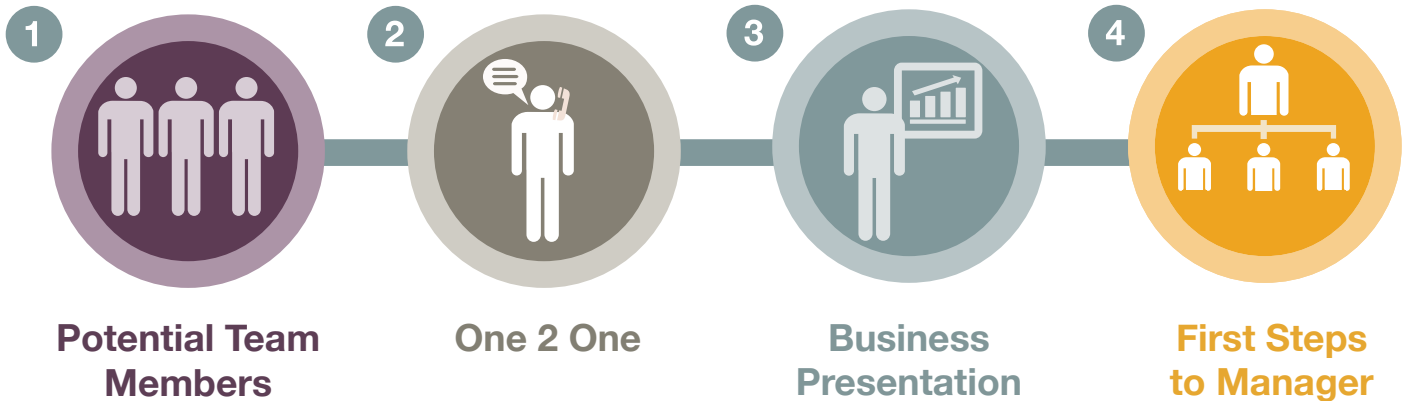 1
2
3
4
Potential Team
Members
One 2 One
Business
Presentation
First Steps
to Manager